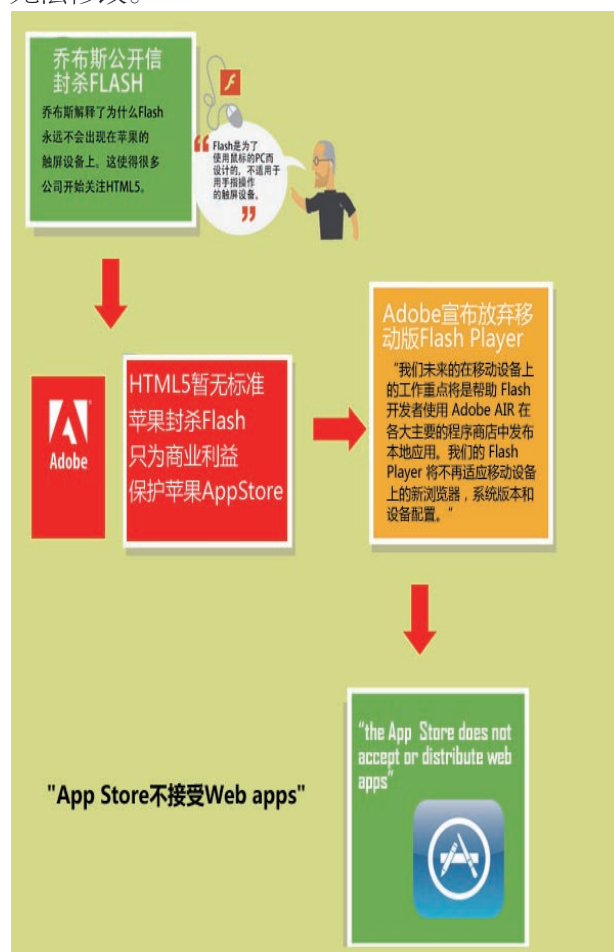 乔布斯公开信
封杀FLASH
乔布斯解释了为什么Flash
永远不会出现在苹果的
触屏设备上。这使得很多
公司开始关注HTML5。
“Flash是为了
使用鼠标的PC而
设计的，不适用于
用手指操作
的触屏设备。
”
Adobe
HTML5暂无标准
苹果封杀Flash
只为商业利益
保护苹果AppStore
Adobe宣布放弃移
动版Flash Player
“我们未来的在移动设备上
的工作重点将是帮助 Flash
开发者使用 Adobe AIR 在
各大主要的程序商店中发布
本地应用。我们的 Flash
Player 将不再适应移动设备
上的新浏览器，系统版本和
设备配置。“
"App Store不接受Web apps"
“the App Store does not
accept or distribute web
apps”